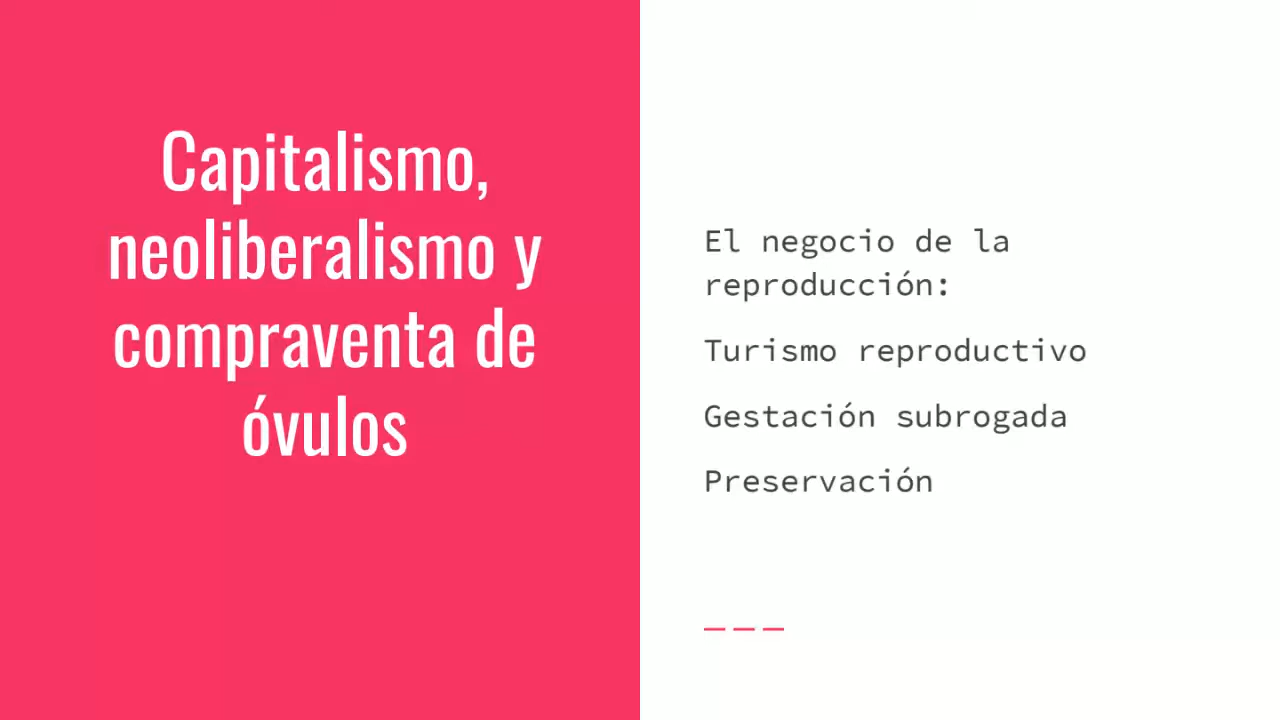 Capitalismo,
neoliberalismo y
compraventa de
óvulos
El negocio de la
reproducción:
Turismo reproductivo
Gestación subrogada
Preservación